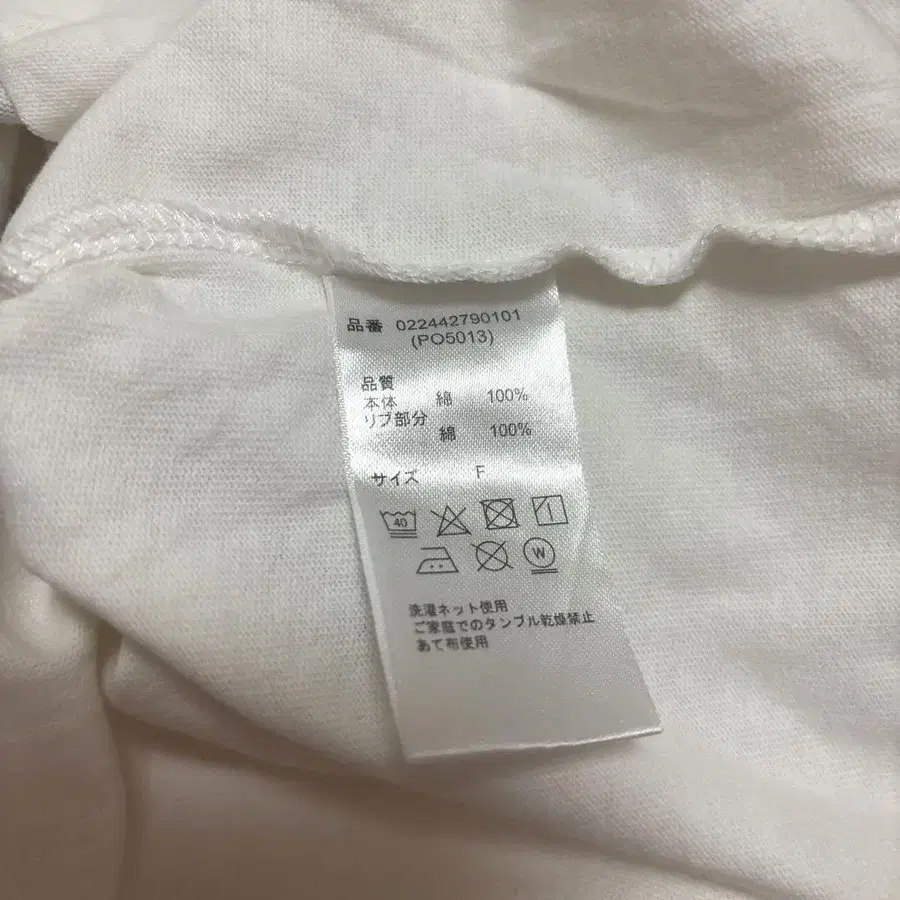 品番 022442790101
(PO5013)
品質
本体 綿 100%
リブ部分
綿 100%
サイズ F
40
W
洗濯ネット使用
ご家庭でのタンブル乾燥禁止
あて布使用